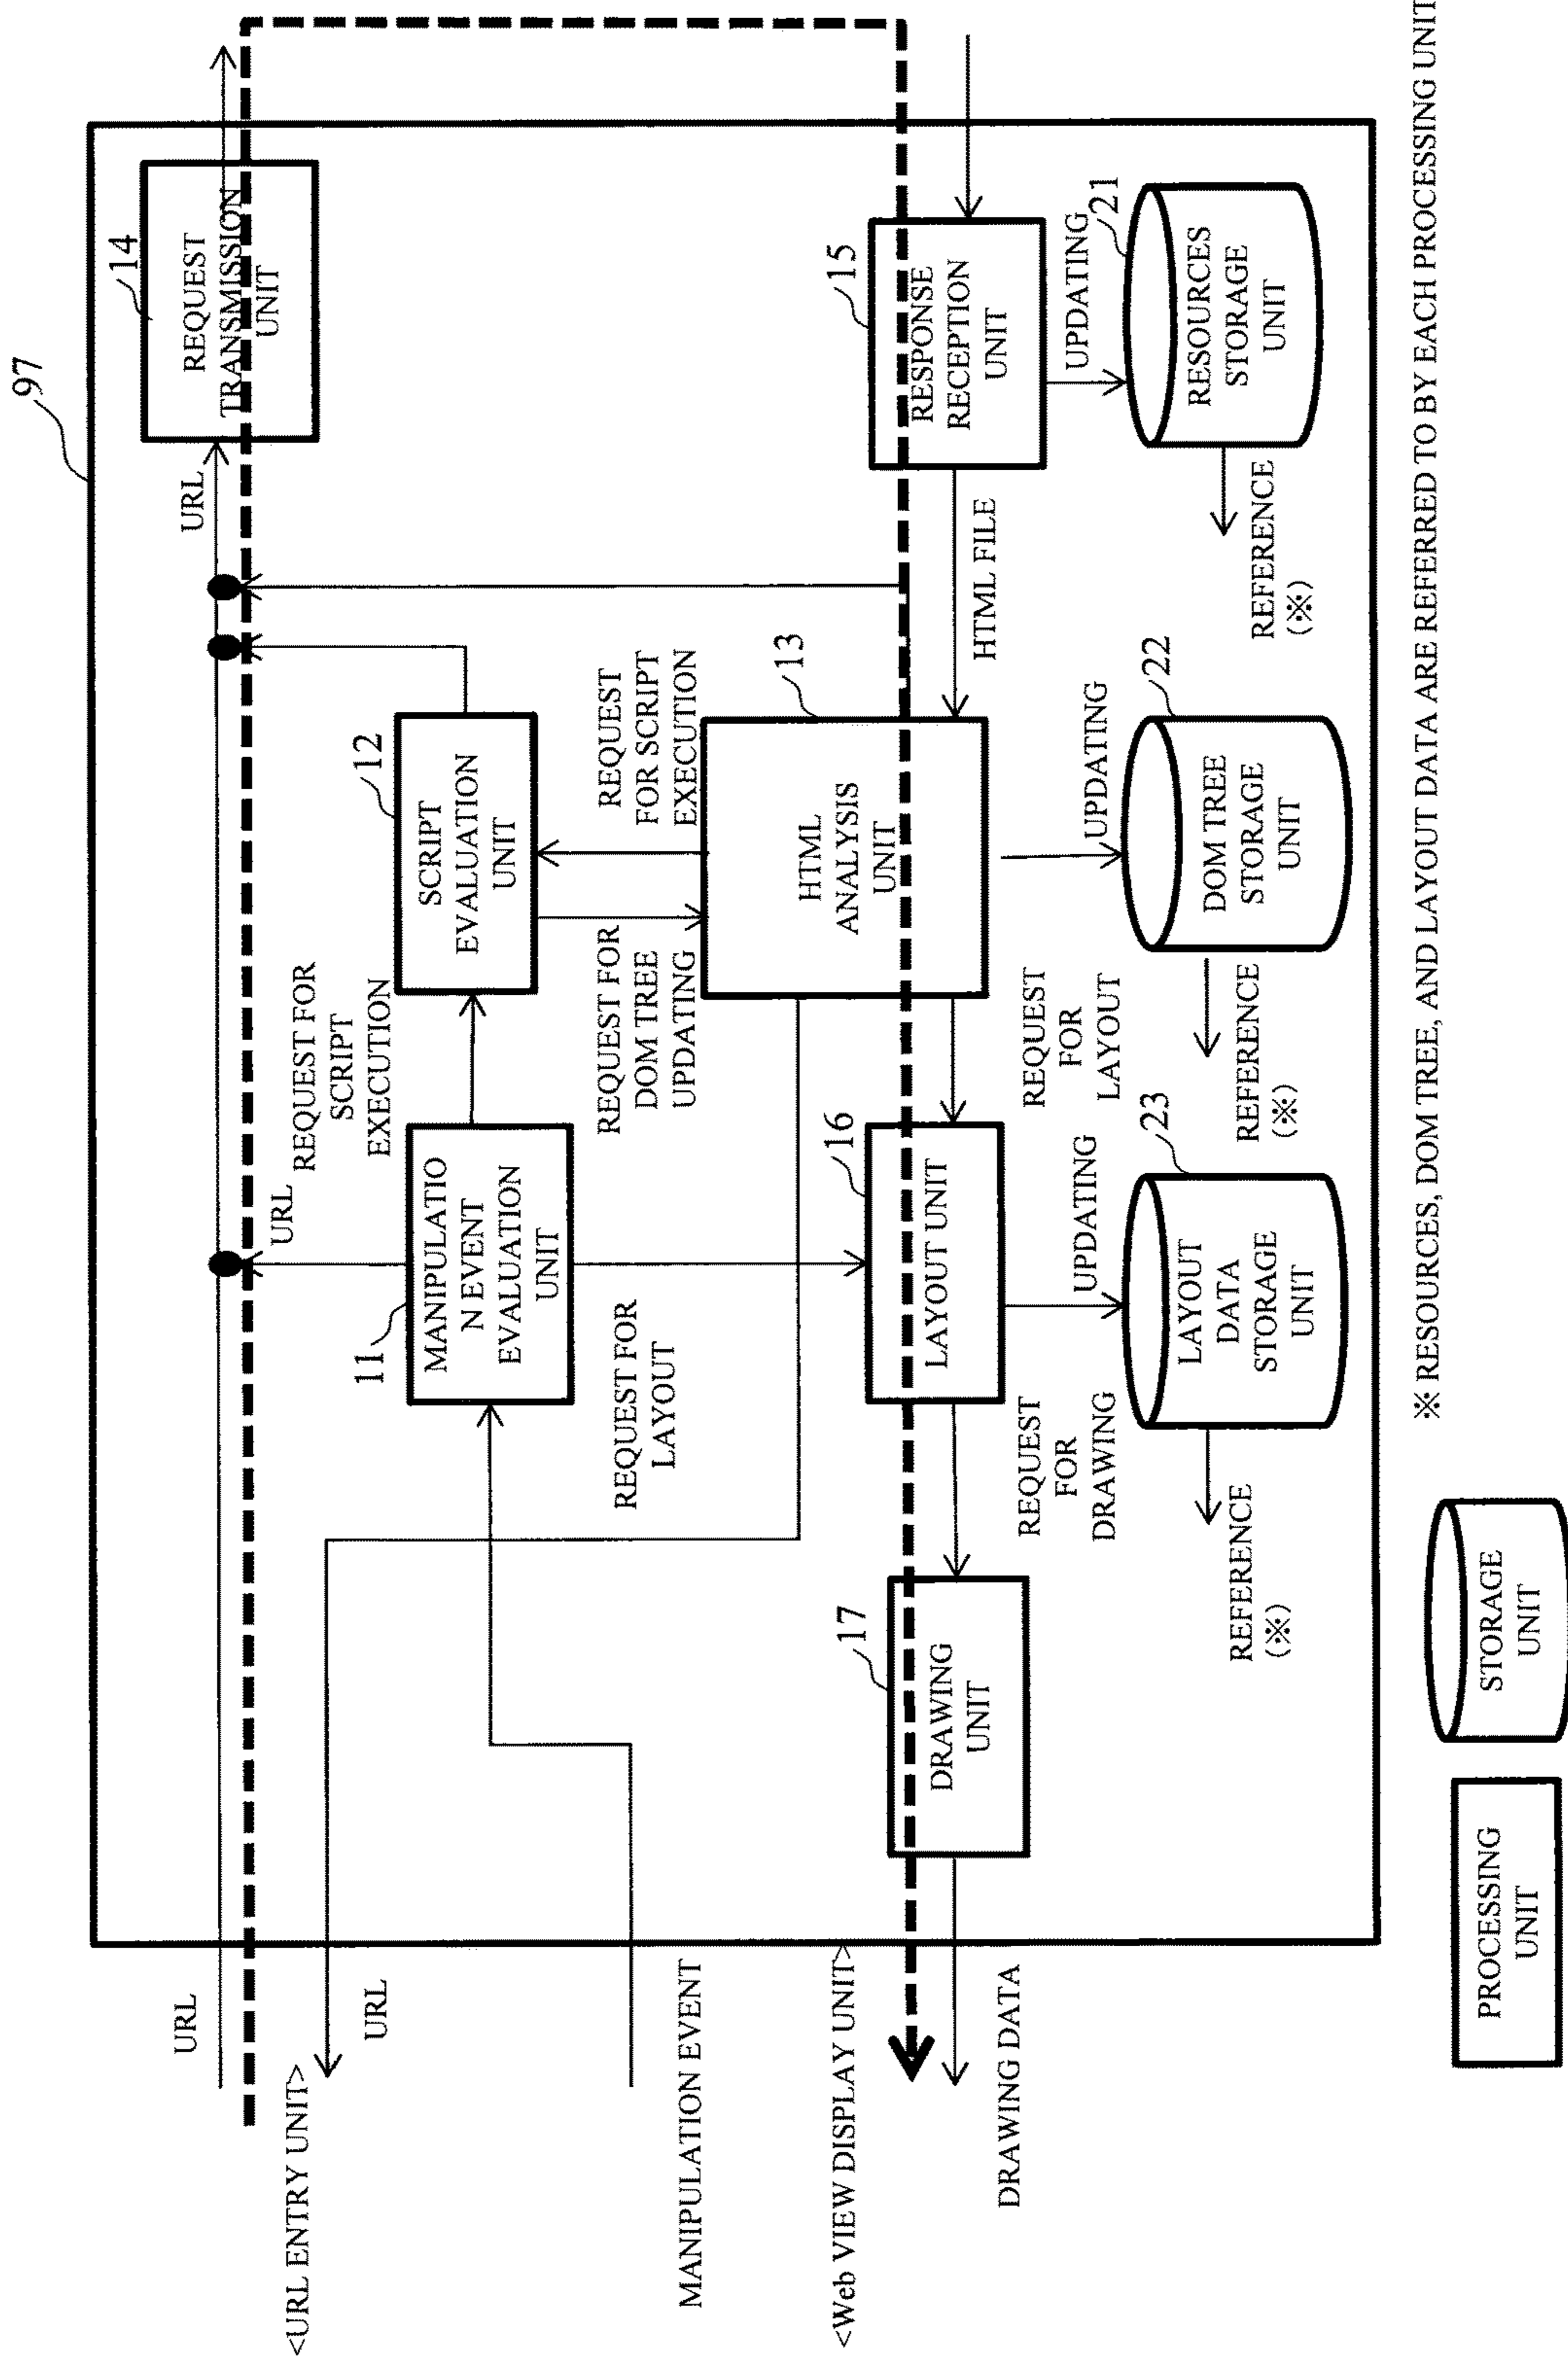 97
14
REQUEST
TRANSMISSION
UNIT
URL
URL
<URL ENTRY UNIT>
URL
URL
REQUEST FOR
SCRIPT
EXECUTION
12
SCRIPT
EVALUATION
UNIT
11
MANIPULATIO
N EVENT
EVALUATION
UNIT
REQUEST
FOR SCRIPT
EXECUTION
REQUEST FOR
DOM TREE
UPDATING
REQUEST FOR
LAYOUT
MANIPULATION EVENT
13
HTML
ANALYSIS
UNIT
15
RESPONSE
RECEPTION
UNIT
HTML FILE
16
LAYOUT UNIT
17
DRAWING
UNIT
<Web VIEW DISPLAY UNIT>
DRAWING DATA
REQUEST
FOR
LAYOUT
REQUEST
FOR
DRAWING
UPDATING
21
RESOURCES
STORAGE
UNIT
REFERENCE
(※)
UPDATING
22
DOM TREE
STORAGE
UNIT
REFERENCE
(※)
UPDATING
23
LAYOUT
DATA
STORAGE
UNIT
REFERENCE
(※)
※ RESOURCES, DOM TREE, AND LAYOUT DATA ARE REFERRED TO BY EACH PROCESSING UNIT
PROCESSING
UNIT
STORAGE
UNIT